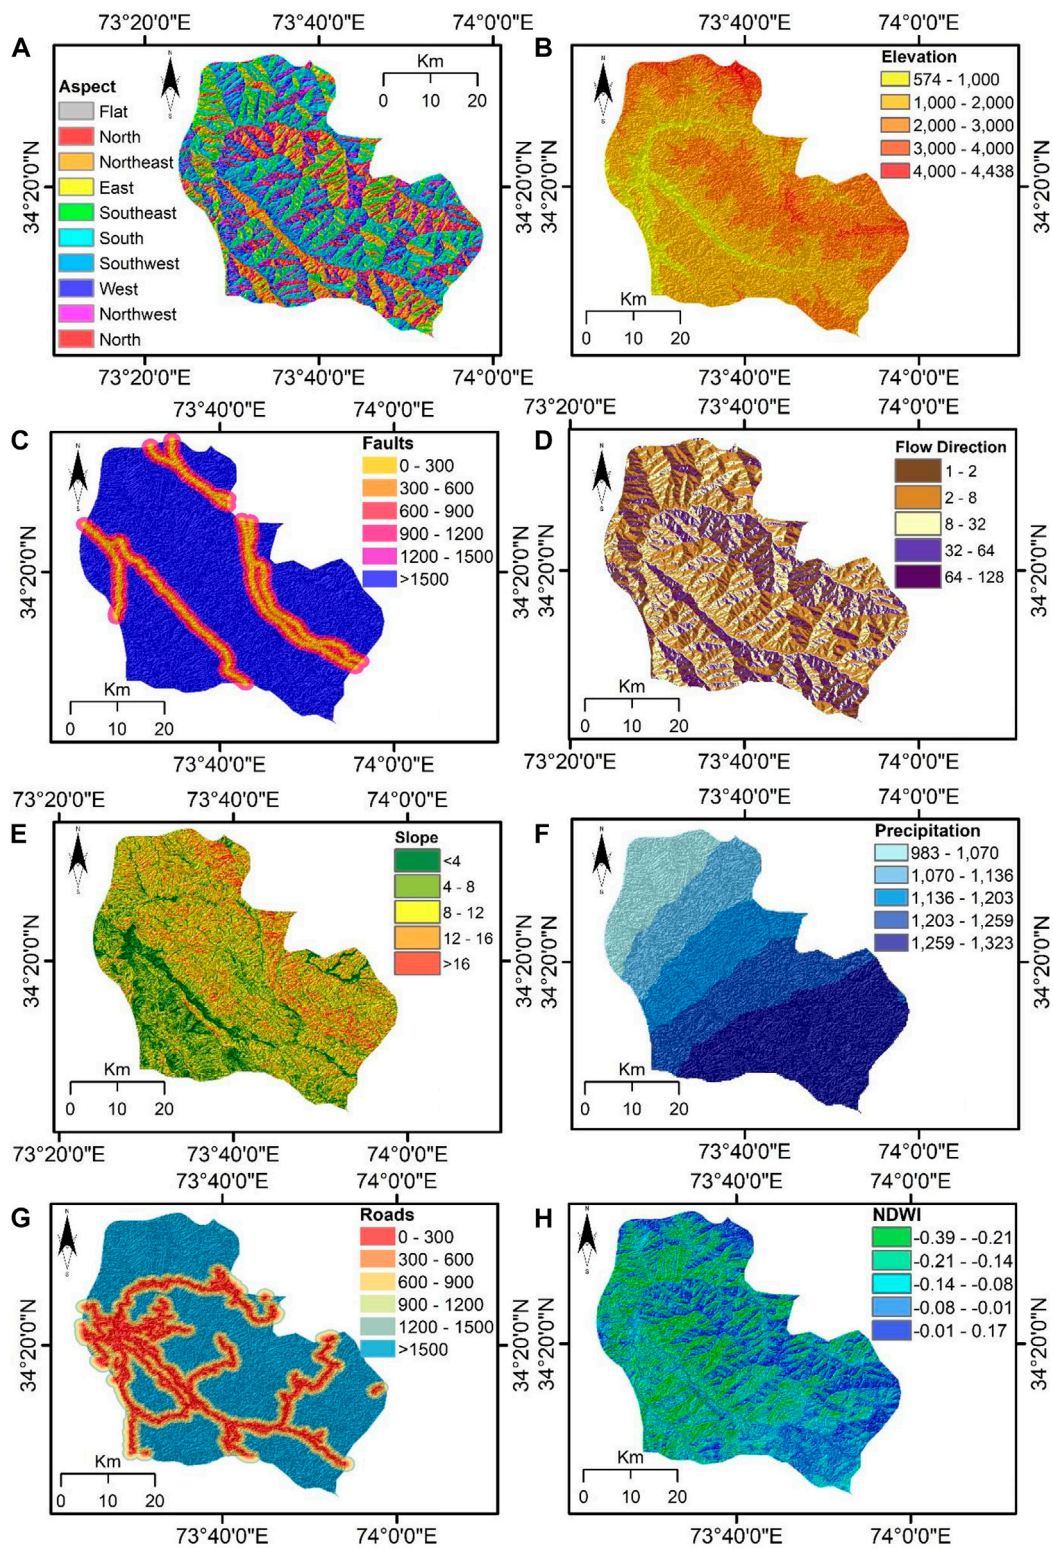 73°20'0"E 73°40'0"E 74°0'0"E
A
N
S
Km
0 10 20
Aspect
Flat
North
Northeast
East
Southeast
South
Southwest
West
Northwest
North
34°20'0"N
73°20'0"E 73°40'0"E 74°0'0"E
73°40'0"E 74°0'0"E
B
N
S
Elevation
574 - 1,000
1,000 - 2,000
2,000 - 3,000
3,000 - 4,000
4,000 - 4,438
34°20'0"N
34°20'0"N
Km
0 10 20
73°40'0"E 74°0'0"E
73°40'0"E 74°0'0"E
C
N
S
Faults
0 - 300
300 - 600
600 - 900
900 - 1200
1200 - 1500
>1500
34°20'0"N
Km
0 10 20
73°40'0"E 74°0'0"E
73°20'0"E 73°40'0"E 74°0'0"E
D
N
S
Flow Direction
1 - 2
2 - 8
8 - 32
32 - 64
64 - 128
34°20'0"N
34°20'0"N
Km
0 10 20
73°20'0"E 73°40'0"E 74°0'0"E
73°20'0"E 73°40'0"E 74°0'0"E
E
N
S
Slope
<4
4 - 8
8 - 12
12 - 16
>16
34°20'0"N
Km
0 10 20
73°20'0"E 73°40'0"E 74°0'0"E
73°40'0"E 74°0'0"E
F
N
S
Precipitation
983 - 1,070
1,070 - 1,136
1,136 - 1,203
1,203 - 1,259
1,259 - 1,323
34°20'0"N
34°20'0"N
Km
0 10 20
73°40'0"E 74°0'0"E
73°40'0"E 74°0'0"E
G
N
S
Roads
0 - 300
300 - 600
600 - 900
900 - 1200
1200 - 1500
>1500
34°20'0"N
Km
0 10 20
73°40'0"E 74°0'0"E
73°40'0"E 74°0'0"E
H
N
S
NDWI
-0.39 - -0.21
-0.21 - -0.14
-0.14 - -0.08
-0.08 - -0.01
-0.01 - 0.17
34°20'0"N
34°20'0"N
Km
0 10 20
73°40'0"E 74°0'0"E